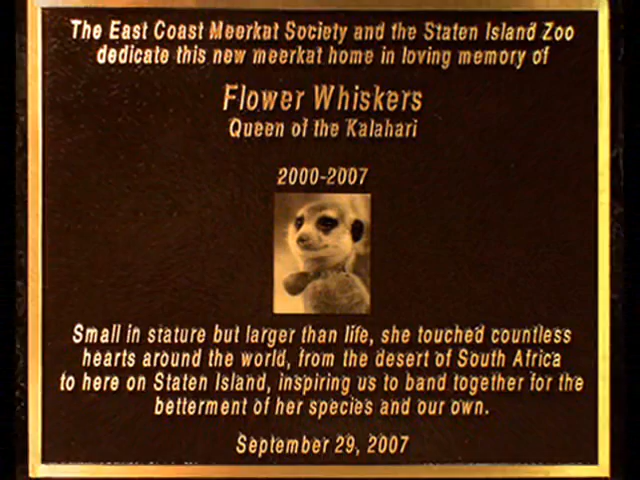 The East Coast Meerkat Society and the Staten Island Zoo
dedicate this new meerkat home in loving memory of
Flower Whiskers
Queen of the Kalahari
2000-2007
Small in stature but larger than life, she touched countless
hearts around the world, from the desert of South Africa
to here on Staten Island, inspiring us to band together for the
betterment of her species and our own.
September 29, 2007